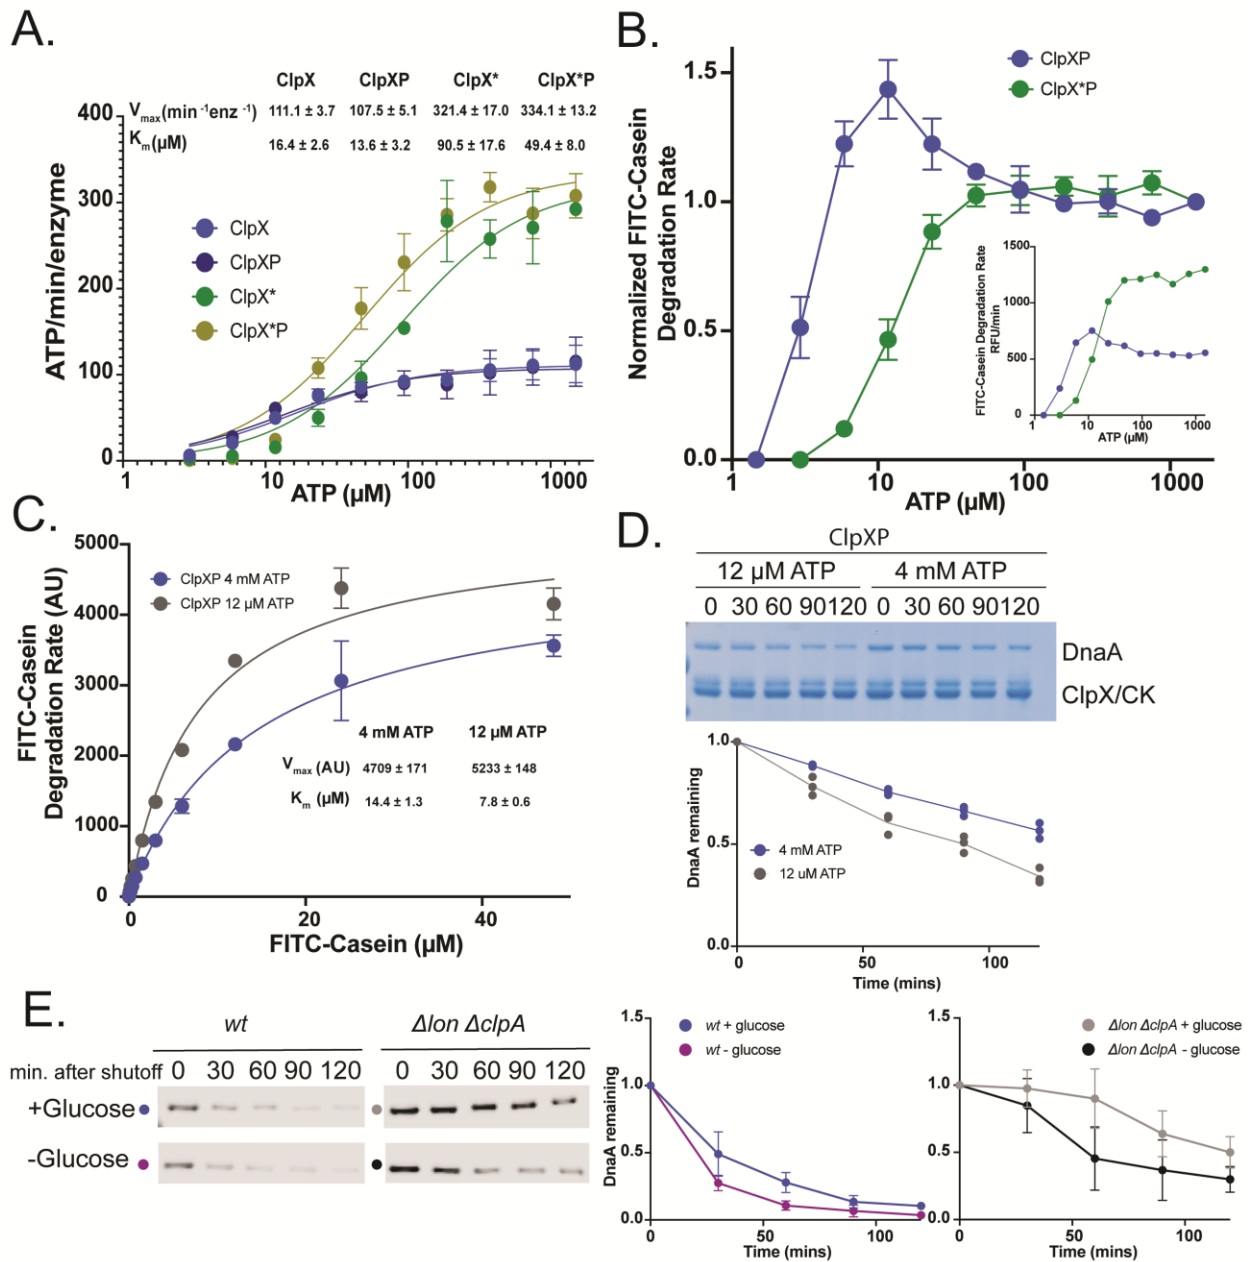 A.
ClpX ClpXP ClpX* ClpX*P
Vmax(min -1enz -1) 111.1 ± 3.7 107.5 ± 5.1 321.4 ± 17.0 334.1 ± 13.2
Km(µM) 16.4 ± 2.6 13.6 ± 3.2 90.5 ± 17.6 49.4 ± 8.0
400
300
200
100
0
ATP/min/enzyme
ClpX
ClpXP
ClpX*
ClpX*P
1 10 100 1000
ATP (µM)
B.
ClpXP
ClpX*P
1.5
1.0
0.5
0.0
Normalized FITC-Casein
Degradation Rate
1 10 100 1000
ATP (µM)
1500
1000
500
0
FITC-Casein Degradation Rate
RFU/min
1 10 100 1000
ATP (µM)
C.
5000
4000
3000
2000
1000
0
FITC-Casein
Degradation Rate (AU)
ClpXP 4 mM ATP
ClpXP 12 µM ATP
4 mM ATP 12 µM ATP
Vmax (AU) 4709 ± 171 5233 ± 148
Km (µM) 14.4 ± 1.3 7.8 ± 0.6
0 20 40
FITC-Casein (µM)
D.
ClpXP
12 µM ATP 4 mM ATP
0 30 60 90 120 0 30 60 90 120
DnaA
ClpX/CK
1.0
0.5
0.0
DnaA remaining
4 mM ATP
12 uM ATP
0 50 100
Time (mins)
E.
wt ΔlonΔclpA
min. after shutoff 0 30 60 90 120 0 30 60 90 120
+Glucose
-Glucose
1.5
1.0
0.5
0.0
DnaA remaining
wt + glucose
wt - glucose
0 50 100
Time (mins)
1.5
1.0
0.5
0.0
Δlon ΔclpA + glucose
Δlon ΔclpA - glucose
0 50 100
Time (mins)